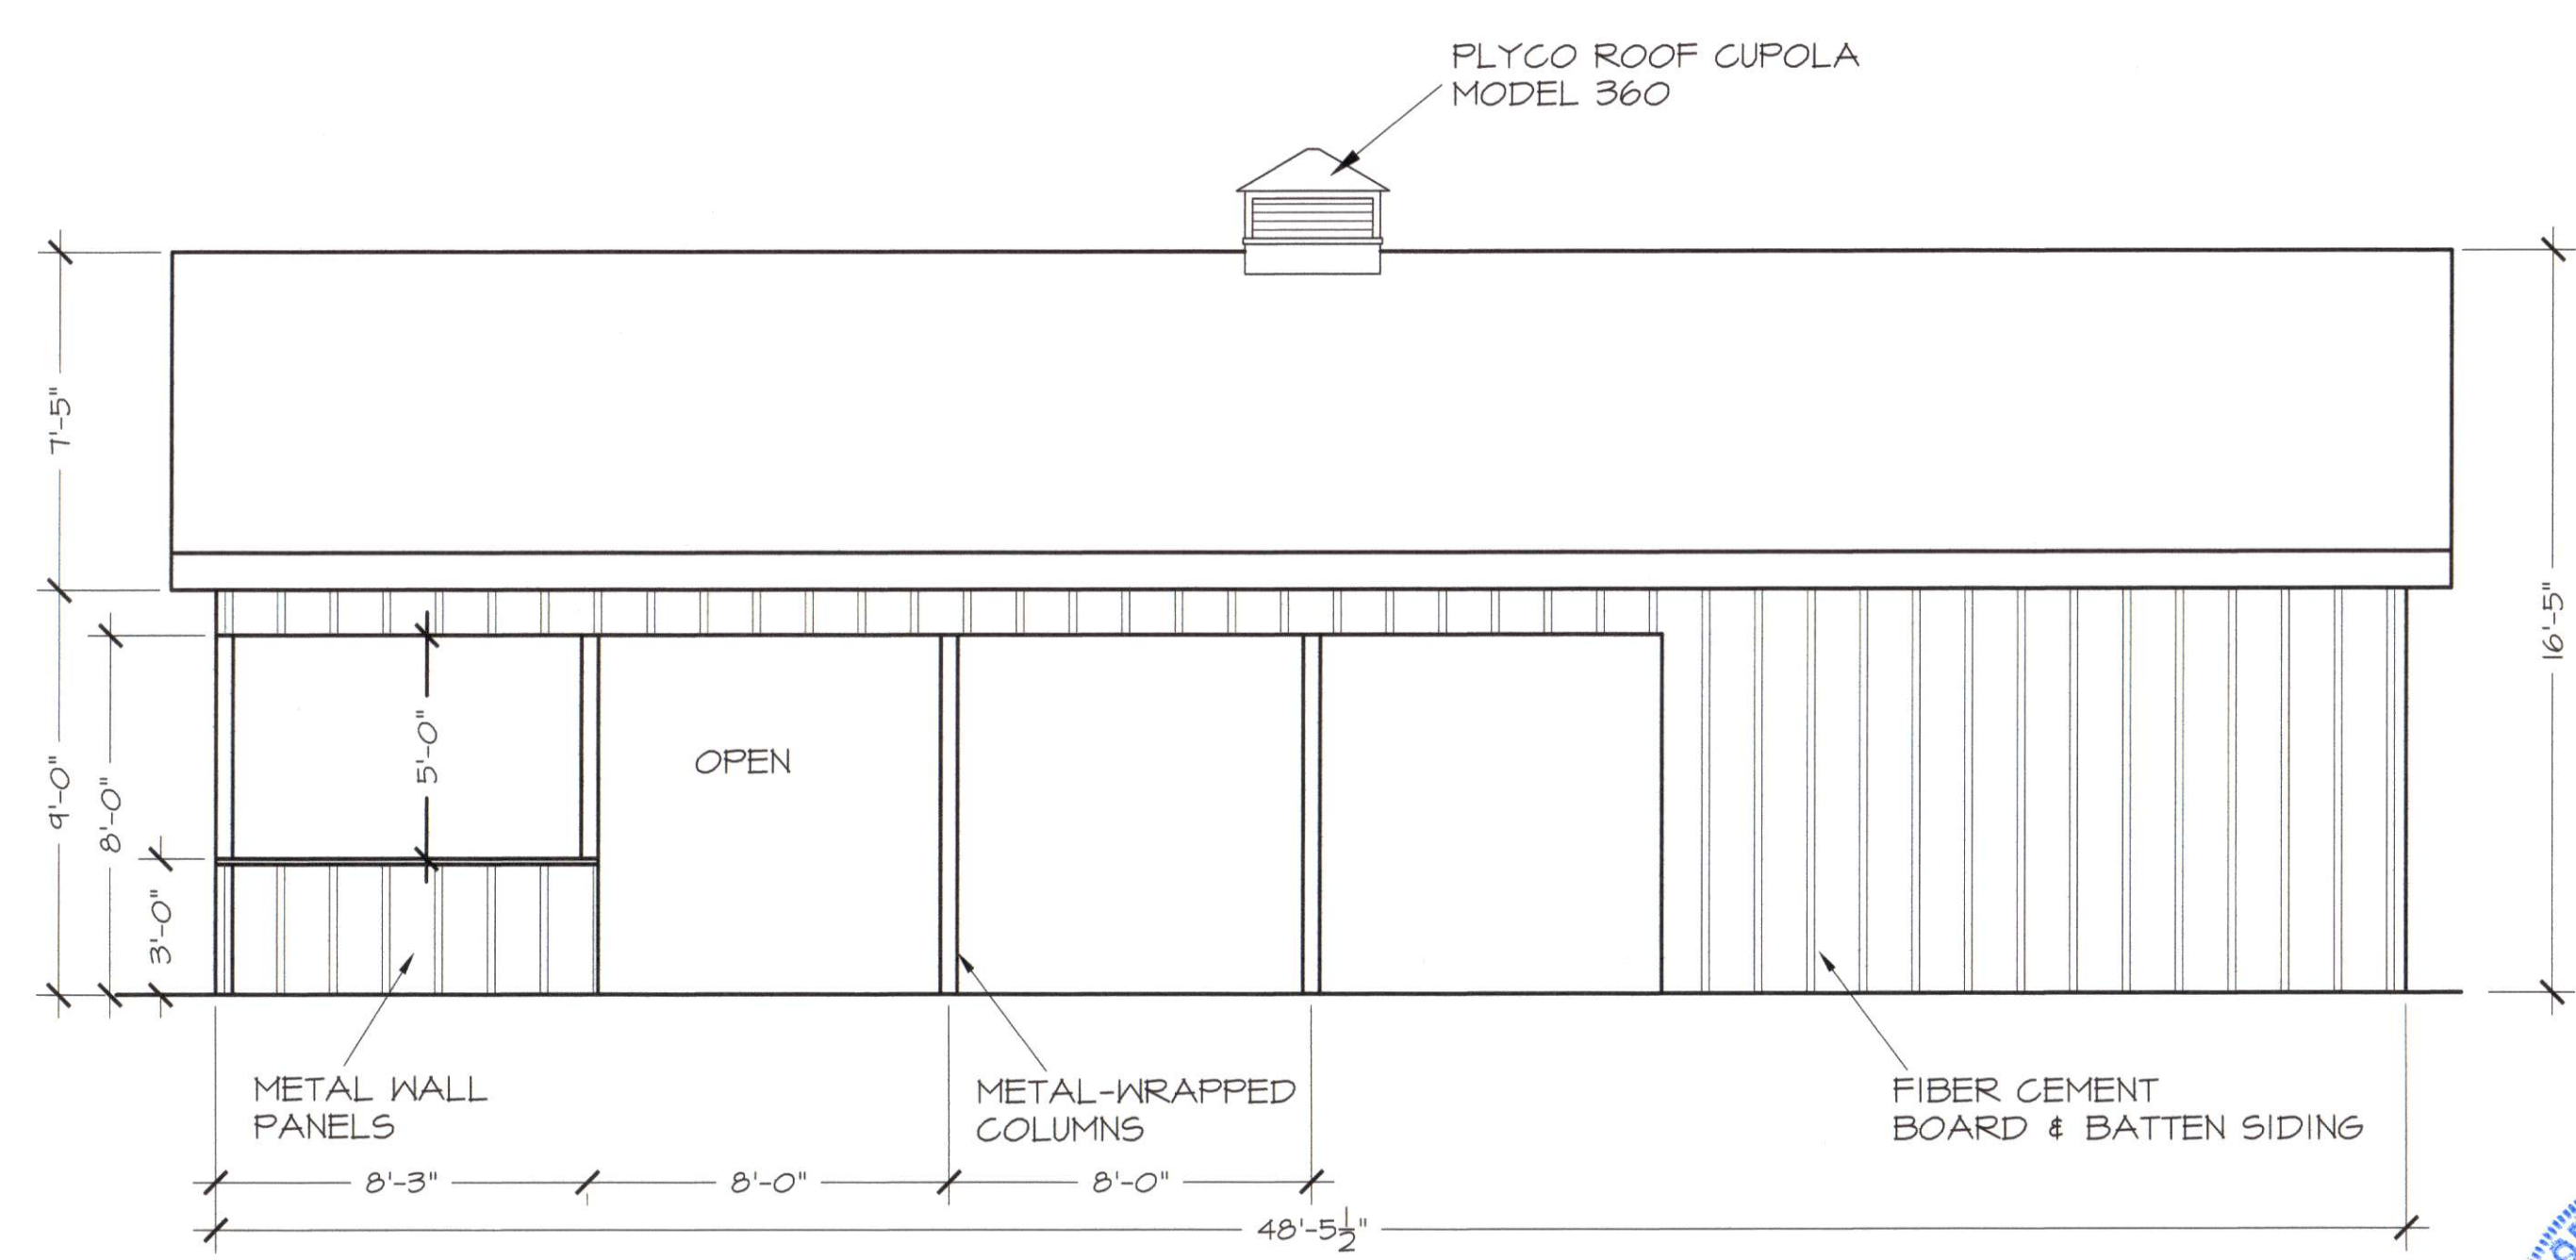 PLYCO ROOF CUPOLA
MODEL 360
7'-5"
16'-5"
9'-0"
8'-0"
5'-0"
3'-0"
OPEN
METAL WALL
PANELS
METAL-WRAPPED
COLUMNS
FIBER CEMENT
BOARD & BATTEN SIDING
8'-3"
8'-0"
8'-0"
48'-5½"